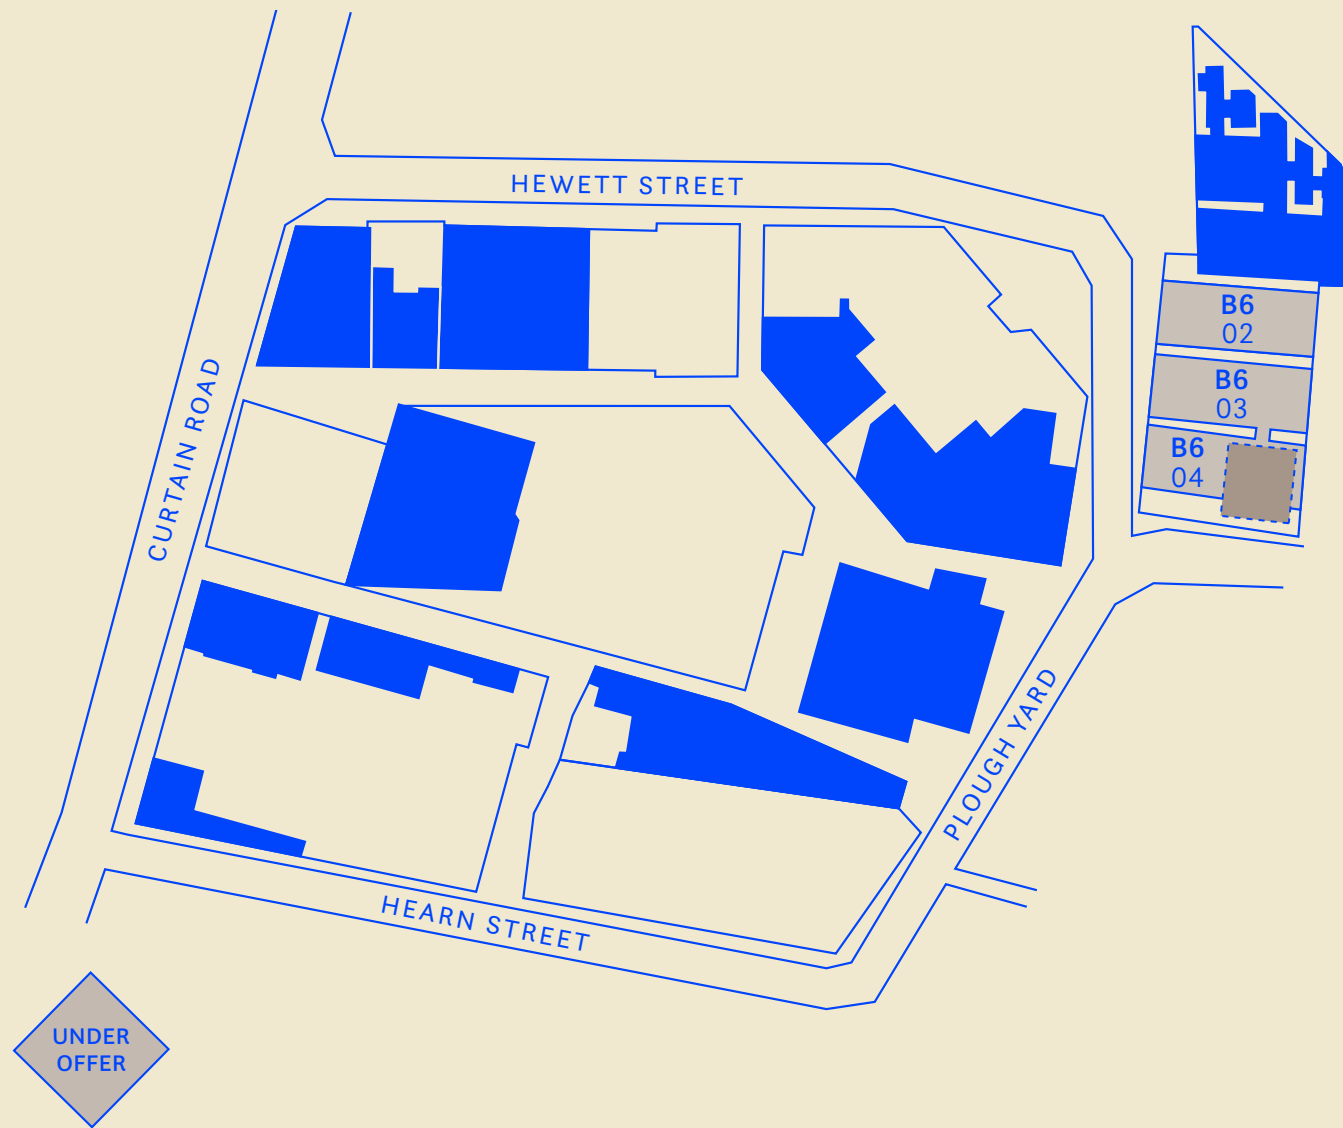 HEWETT STREET
B6
02
B6
03
B6
04
CURTAIN ROAD
PLOUGH YARD
HEARN STREET
UNDER
OFFER